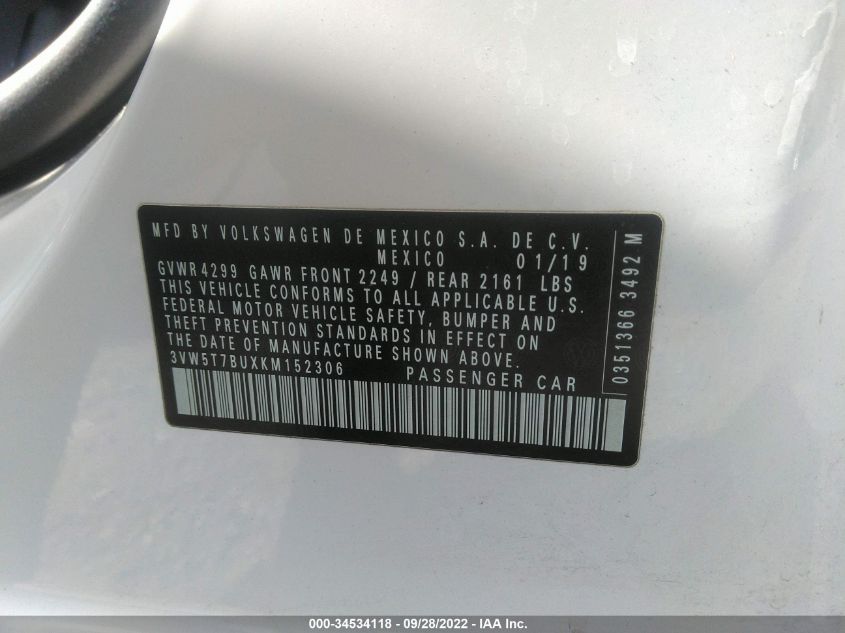 MFD BY VOLKSWAGEN DE MEXICO S.A. DE C.V.
MEXICO 01/19
GVWR 4299 GAWR FRONT 2249 / REAR 2161 LBS
THIS VEHICLE CONFORMS TO ALL APPLICABLE U.S.
FEDERAL MOTOR VEHICLE SAFETY, BUMPER AND
THEFT PREVENTION STANDARDS IN EFFECT ON
THE DATE OF MANUFACTURE SHOWN ABOVE.
3VW5T7BUXKM152306 PASSENGER CAR
0351366 3492 M
000-34534118 - 09/28/2022 - IAA Inc.